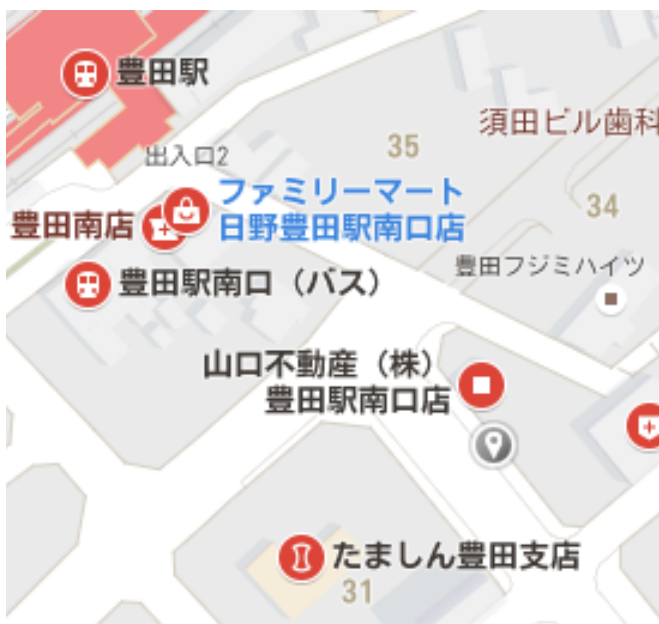 豊田駅
出入口2
35
須田ビル歯科
ファミリーマート
日野豊田駅南口店
豊田南店
34
豊田フジミハイツ
豊田駅南口（バス）
山口不動産（株）
豊田駅南口店
たましん豊田支店
31